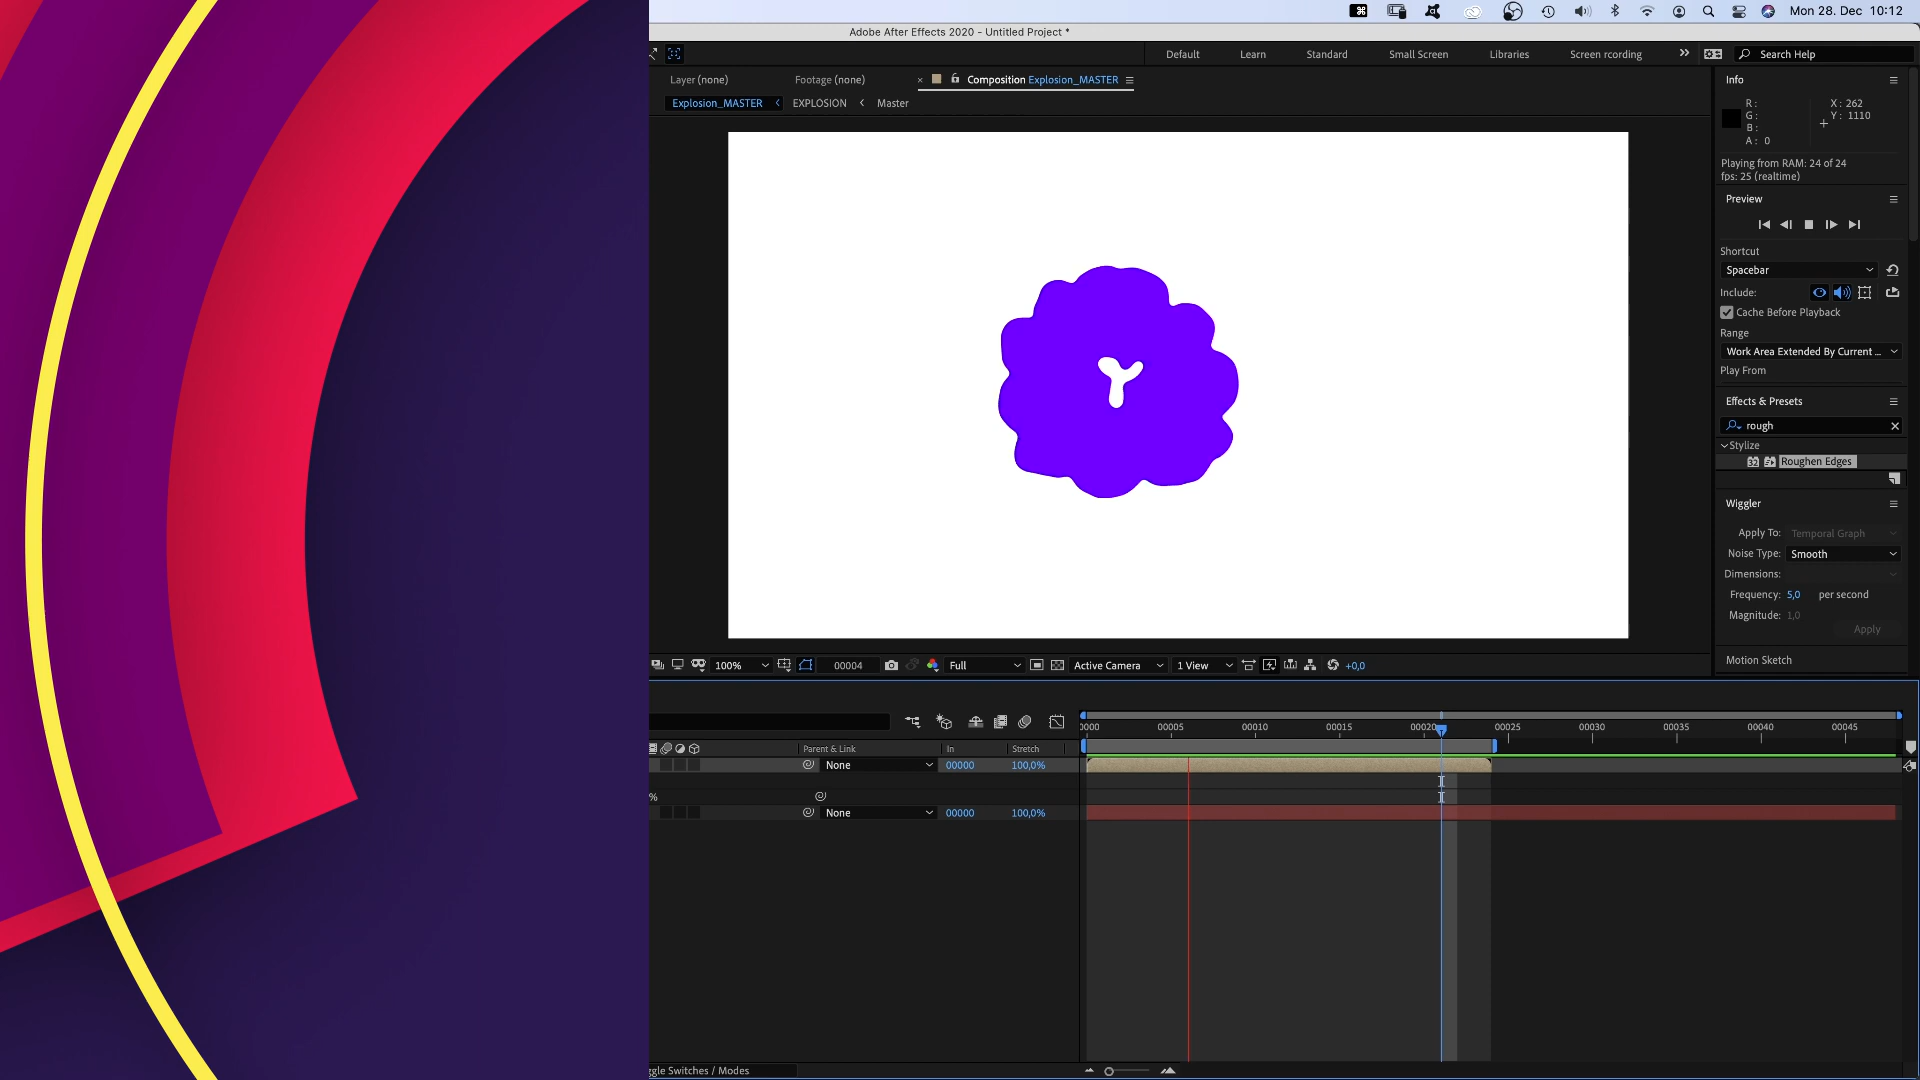 Mon 28. Dec 10:12
Adobe After Effects 2020 - Untitled Project *
Default Learn Standard Small Screen Libraries Screen rcording Search Help
Layer (none) Footage (none) × Composition Explosion_MASTER
Explosion_MASTER EXPLOSION Master
Info
R:
G:
B:
A: 0
X: 262
Y: 1110
Playing from RAM: 24 of 24
fps: 25 (realtime)
Preview
Shortcut
Spacebar
Include:
Cache Before Playback
Range
Work Area Extended By Current ...
Play From
Effects & Presets
rough
Stylize
32 Roughen Edges
Wiggler
Apply To: Temporal Graph
Noise Type: Smooth
Dimensions:
Frequency: 5,0 per second
Magnitude: 1,0
Apply
Motion Sketch
100% 00004 Full Active Camera 1 View +0,0
0000 00005 00010 00015 00020 00025 00030 00035 00040 00045
Parent & Link In Stretch
None 00000 100,0%
%
None 00000 100,0%
ggle Switches / Modes